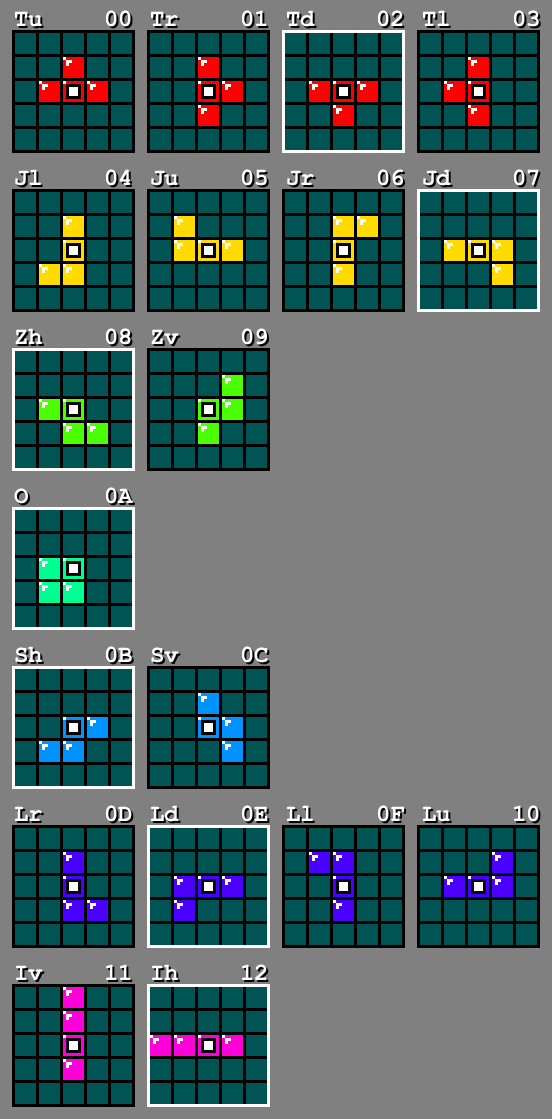 Tu 00 Tr 01 Td 02 Tl 03
Jl 04 Ju 05 Jr 06 Jd 07
Zh 08 Zv 09
O 0A
Sh 0B Sv 0C
Lr 0D Ld 0E Ll 0F Lu 10
Iv 11 Ih 12